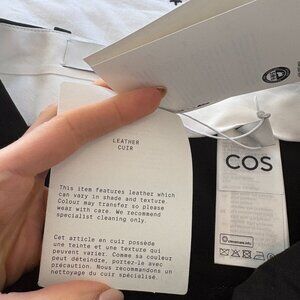 LEATHER
CUIR
This item features leather which
can vary in shade and texture.
Colour may transfer so please
wear with care. We recommend
specialist cleaning only.
Cet article en cuir possède
une teinte et une texture qui
peuvent varier. Comme sa couleur
peut déteindre, portez-le avec
précaution. Nous recommandons un
nettoyage du cuir spécialisé.
COS